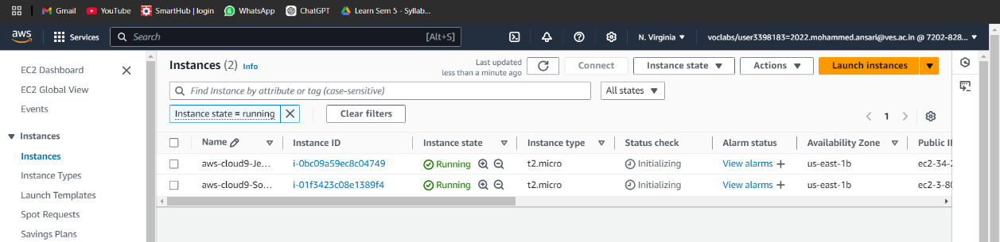 Gmail YouTube SmartHub | login WhatsApp ChatGPT Learn Sem 5 - Syllab...
aws Services Search [Alt+S] N. Virginia voclabs/user3398183=2022.mohammed.ansari@ves.ac.in @ 7202-828...
EC2 Dashboard
EC2 Global View
Events
Instances
Instances
Instance Types
Launch Templates
Spot Requests
Savings Plans
Instances (2) Info
Last updated
less than a minute ago
Connect Instance state Actions Launch instances
Find Instance by attribute or tag (case-sensitive) All states
Instance state = running Clear filters
1
Name Instance ID Instance state Instance type Status check Alarm status Availability Zone Public I
aws-cloud9-Je... i-0bc09a59ec8c04749 Running t2.micro Initializing View alarms us-east-1b ec2-34-2
aws-cloud9-So... i-01f3423c08e1389f4 Running t2.micro Initializing View alarms us-east-1b ec2-3-80